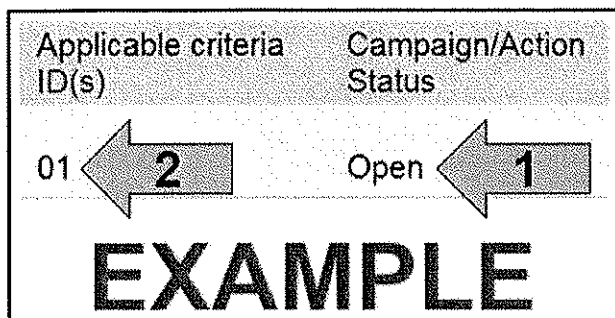 Applicable criteria Campaign/Action
ID(s) Status
01 2 Open 1
EXAMPLE